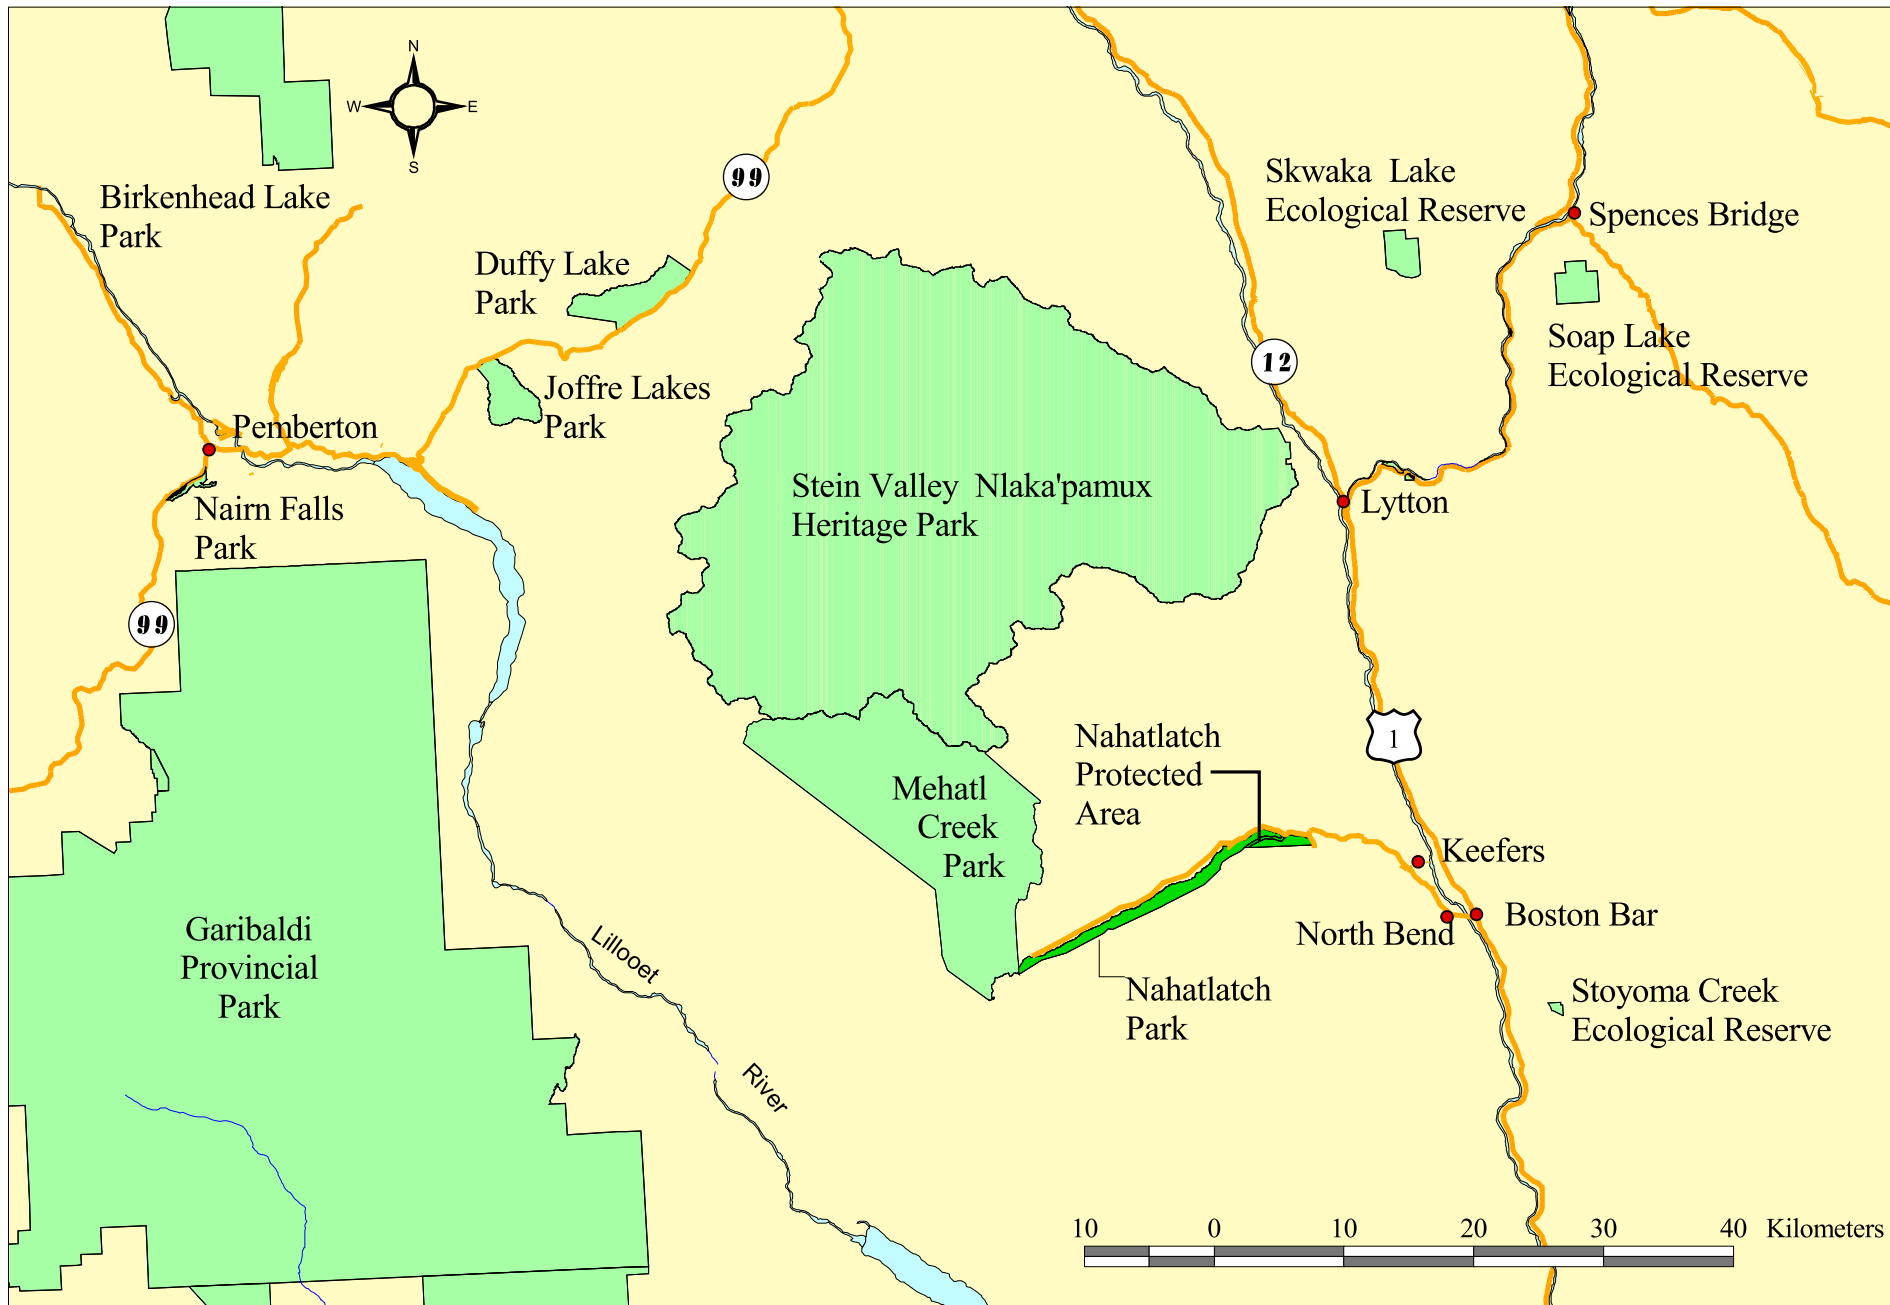 N
W
E
S
99
Birkenhead Lake
Park
Skwaka Lake
Ecological Reserve
Spences Bridge
Duffy Lake
Park
Soap Lake
Ecological Reserve
12
Joffre Lakes
Park
Pemberton
Stein Valley Nlaka'pamux
Heritage Park
Lytton
Nairn Falls
Park
99
Nahatlatch
Protected
Area
1
Mehatl
Creek
Park
Keefers
Boston Bar
North Bend
Garibaldi
Provincial
Park
Lillooet
River
Nahatlatch
Park
Stoyoma Creek
Ecological Reserve
10 0 10 20 30 40 Kilometers